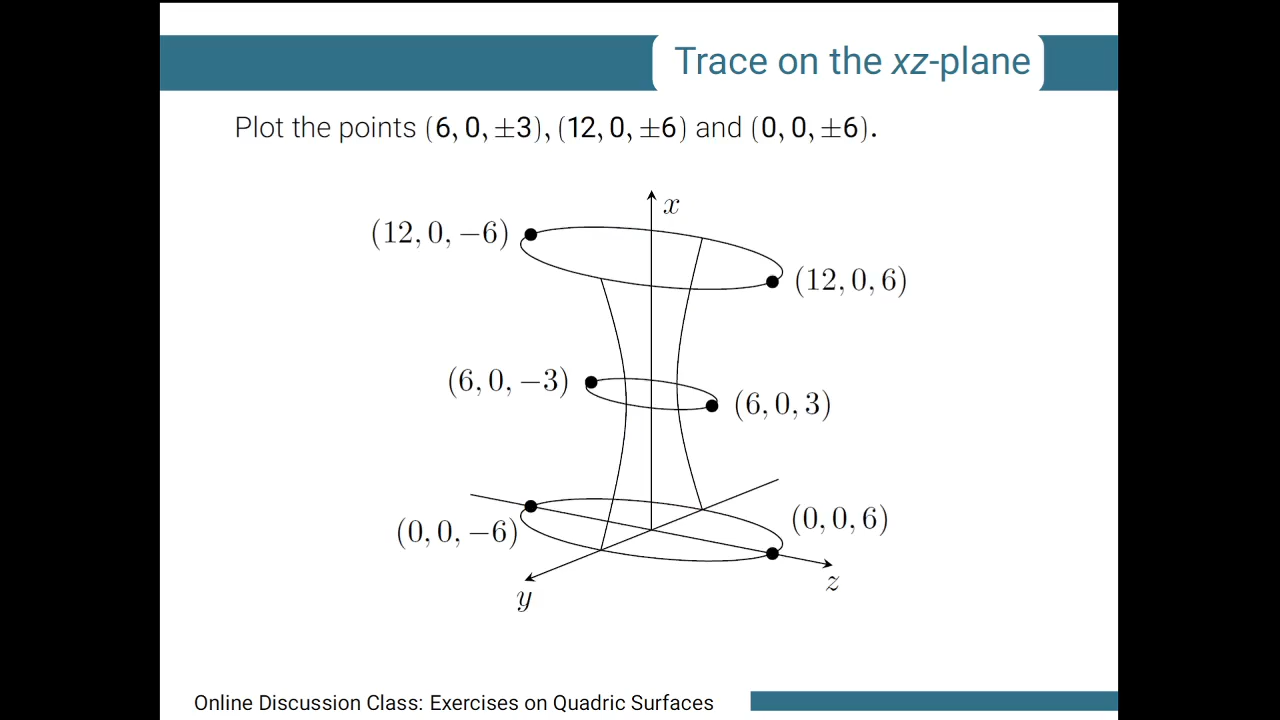 Trace on the xz-plane
Plot the points (6, 0, ±3), (12, 0, ±6) and (0, 0, ±6).
x
(12, 0, −6)
(12, 0, 6)
(6, 0, −3)
(6, 0, 3)
(0, 0, 6)
(0, 0, −6)
z
y
Online Discussion Class: Exercises on Quadric Surfaces